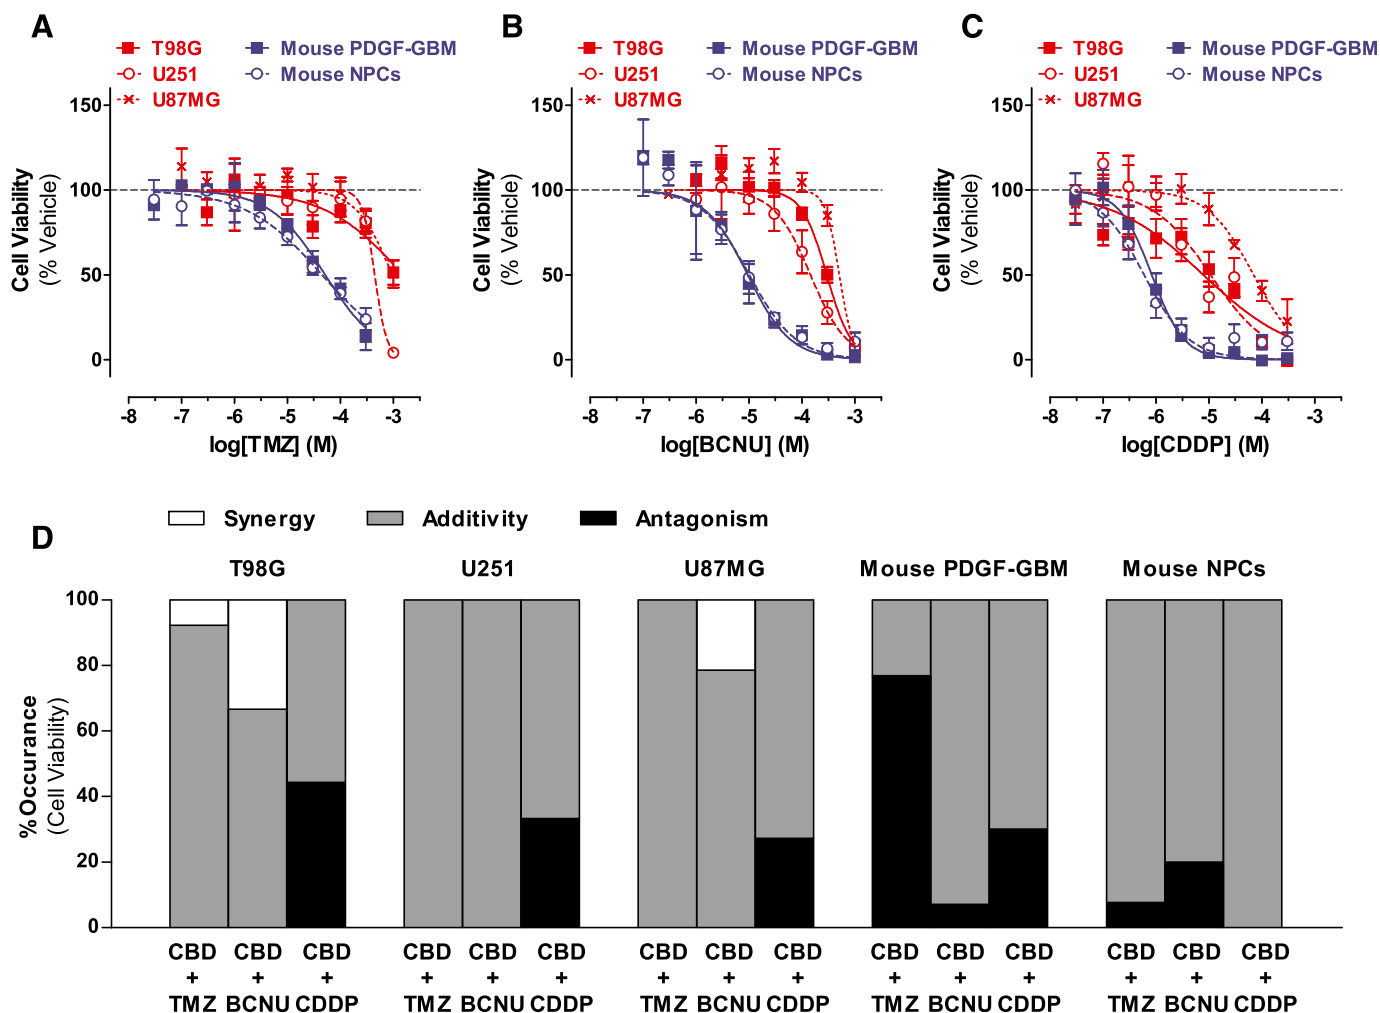 A
T98G
U251
U87MG
Mouse PDGF-GBM
Mouse NPCs
Cell Viability
(% Vehicle)
150
100
50
0
-8 -7 -6 -5 -4 -3
log[TMZ] (M)
B
T98G
U251
U87MG
Mouse PDGF-GBM
Mouse NPCs
Cell Viability
(% Vehicle)
150
100
50
0
-8 -7 -6 -5 -4 -3
log[BCNU] (M)
C
T98G
U251
U87MG
Mouse PDGF-GBM
Mouse NPCs
Cell Viability
(% Vehicle)
150
100
50
0
-8 -7 -6 -5 -4 -3
log[CDDP] (M)
D
Synergy Additivity Antagonism
T98G U251 U87MG Mouse PDGF-GBM Mouse NPCs
%Occurance
(Cell Viability)
100
80
60
40
20
0
CBD CBD CBD CBD CBD CBD CBD CBD CBD CBD CBD CBD CBD CBD CBD
+ + + + + + + + + + + + + + +
TMZ BCNU CDDP TMZ BCNU CDDP TMZ BCNU CDDP TMZ BCNU CDDP TMZ BCNU CDDP